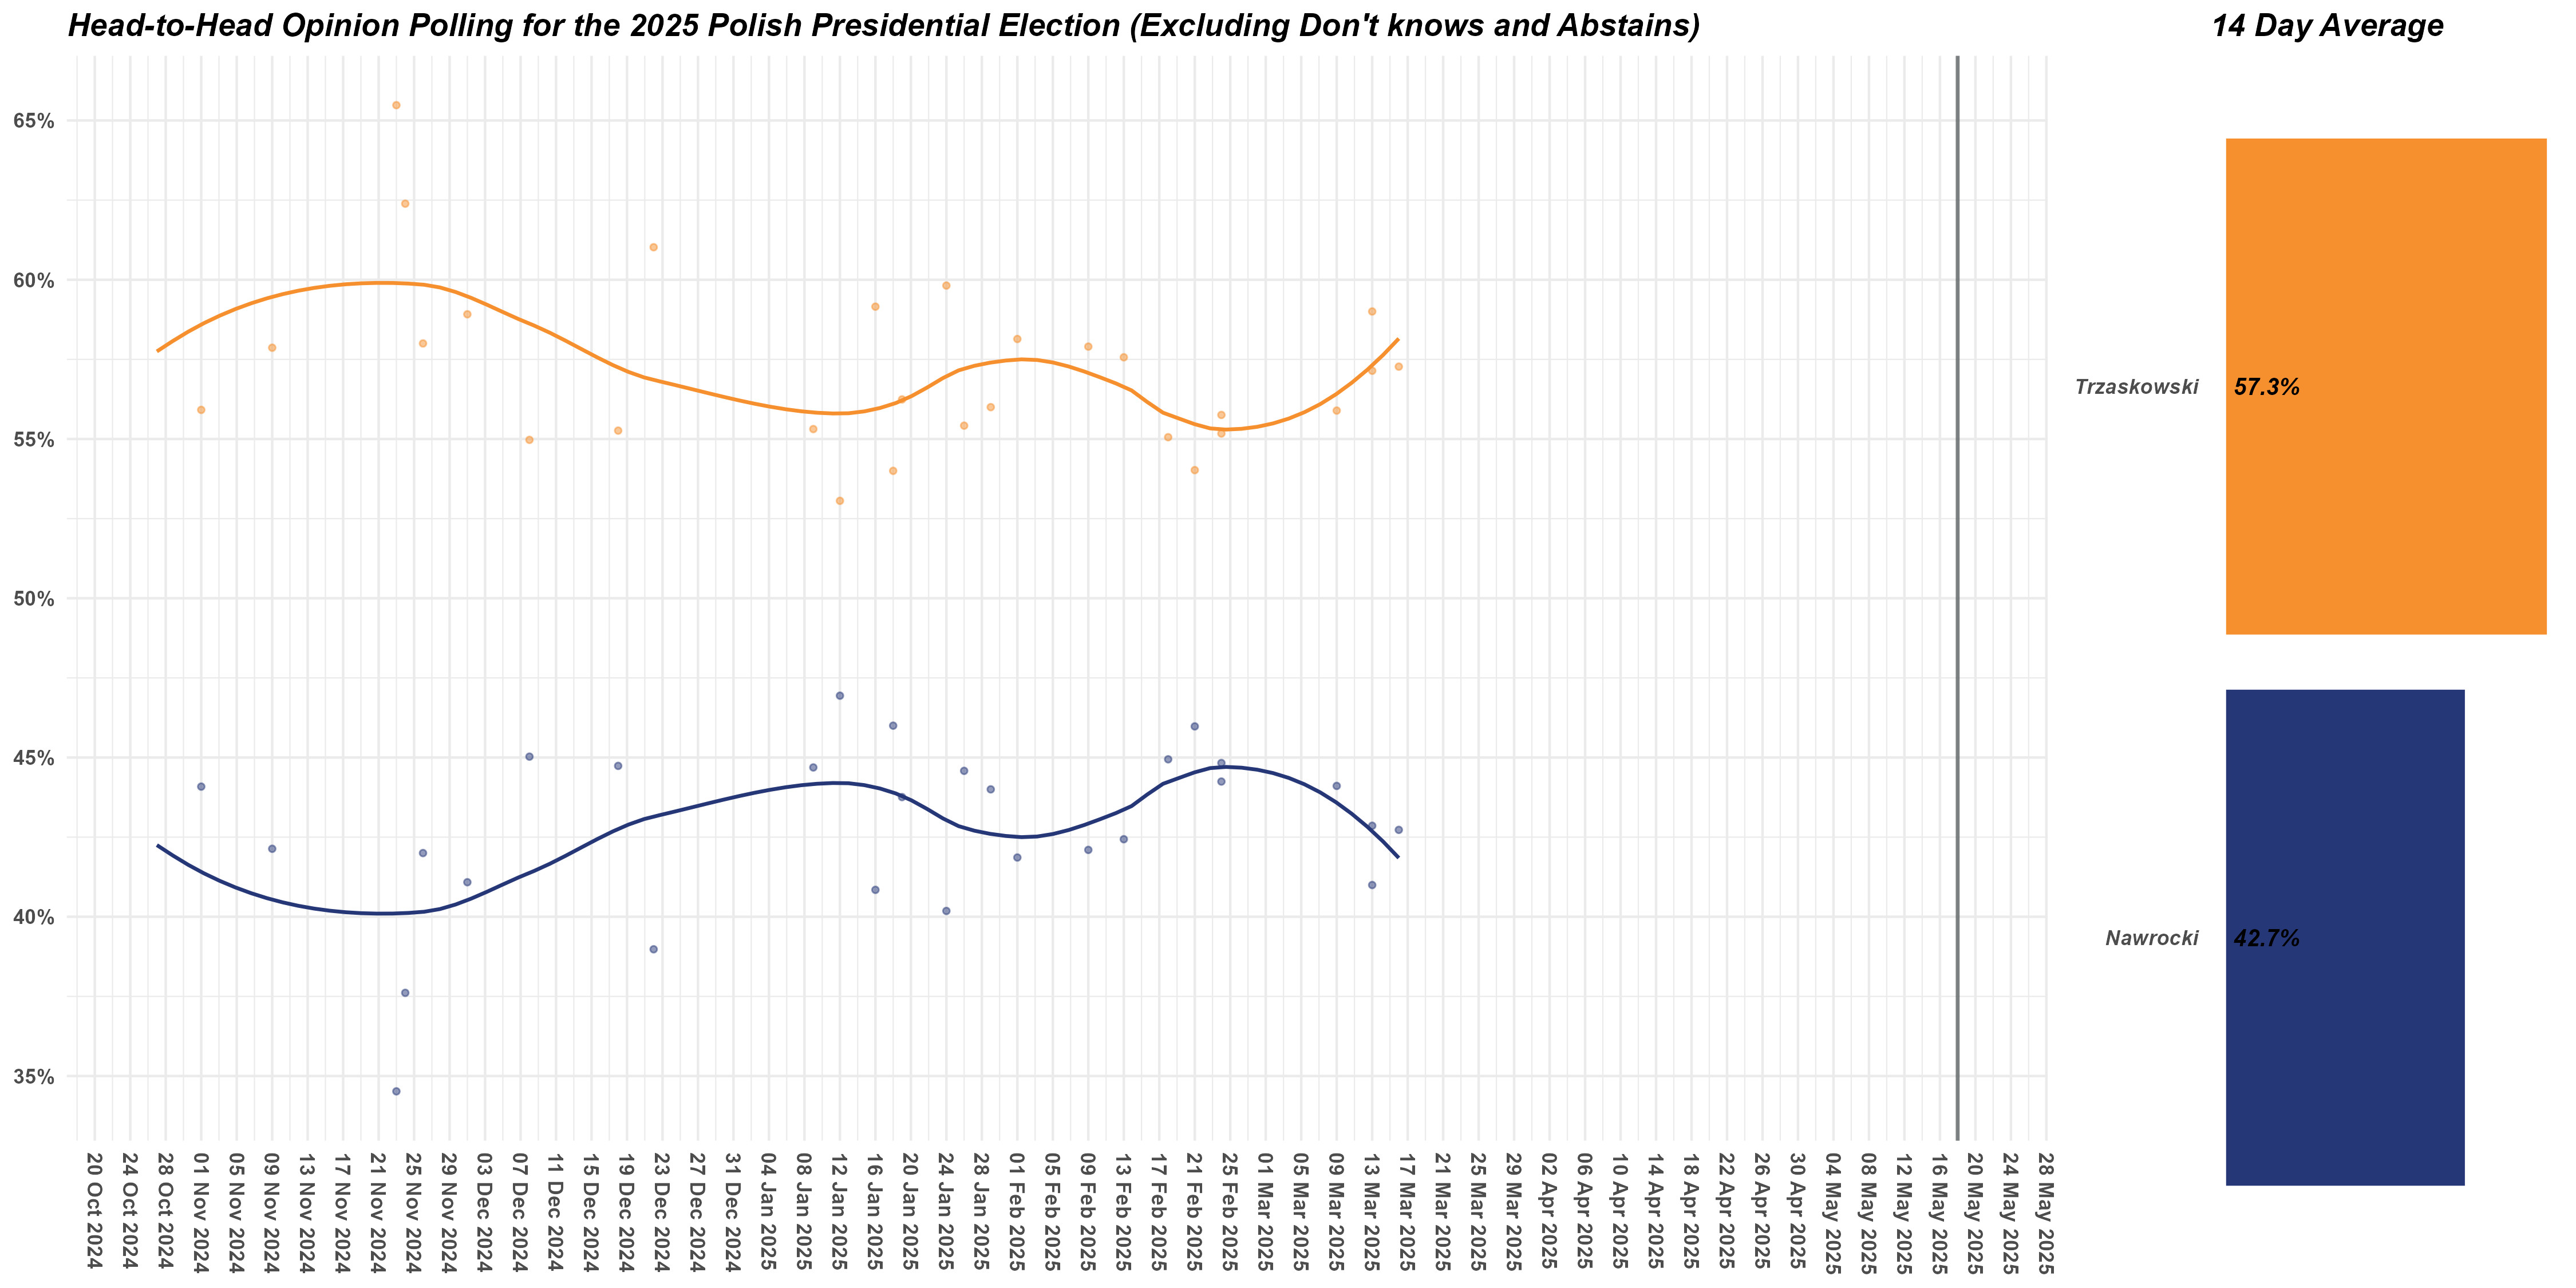 Head-to-Head Opinion Polling for the 2025 Polish Presidential Election (Excluding Don't knows and Abstains)
14 Day Average
65%
60%
55%
50%
45%
40%
35%
20 Oct 2024
24 Oct 2024
28 Oct 2024
01 Nov 2024
05 Nov 2024
09 Nov 2024
13 Nov 2024
17 Nov 2024
21 Nov 2024
25 Nov 2024
29 Nov 2024
03 Dec 2024
07 Dec 2024
11 Dec 2024
15 Dec 2024
19 Dec 2024
23 Dec 2024
27 Dec 2024
31 Dec 2024
04 Jan 2025
08 Jan 2025
12 Jan 2025
16 Jan 2025
20 Jan 2025
24 Jan 2025
28 Jan 2025
01 Feb 2025
05 Feb 2025
09 Feb 2025
13 Feb 2025
17 Feb 2025
21 Feb 2025
25 Feb 2025
01 Mar 2025
05 Mar 2025
09 Mar 2025
13 Mar 2025
17 Mar 2025
21 Mar 2025
25 Mar 2025
29 Mar 2025
02 Apr 2025
06 Apr 2025
10 Apr 2025
14 Apr 2025
18 Apr 2025
22 Apr 2025
26 Apr 2025
30 Apr 2025
04 May 2025
08 May 2025
12 May 2025
16 May 2025
20 May 2025
24 May 2025
28 May 2025
Trzaskowski
57.3%
Nawrocki
42.7%